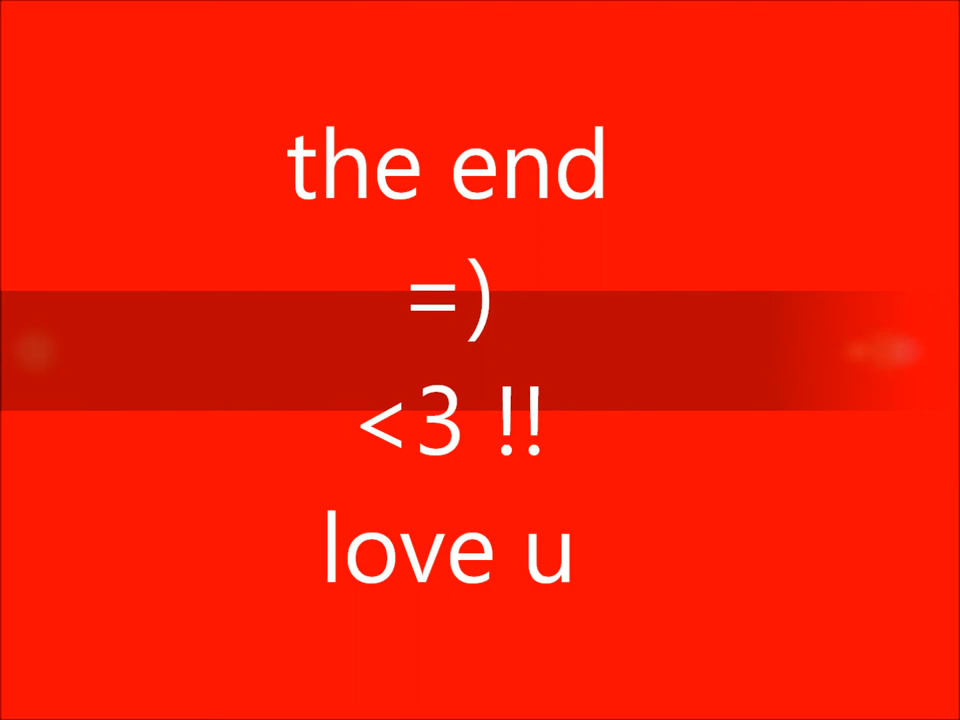 the end
=)
<3 !!
love u